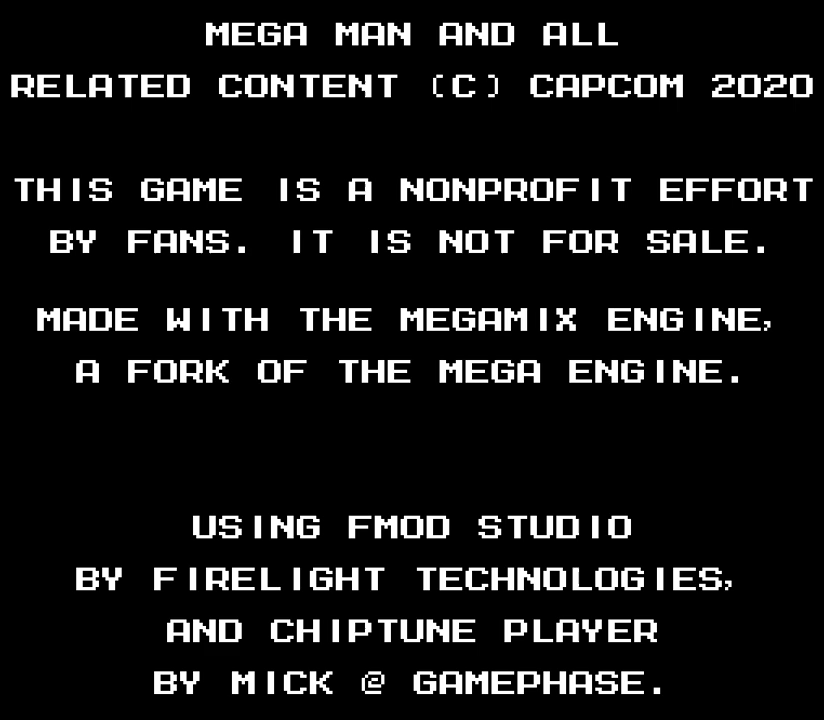 MEGA MAN AND ALL
RELATED CONTENT (C) CAPCOM 2020
THIS GAME IS A NONPROFIT EFFORT
BY FANS. IT IS NOT FOR SALE.
MADE WITH THE MEGAMIX ENGINE,
A FORK OF THE MEGA ENGINE.
USING FMOD STUDIO
BY FIRELIGHT TECHNOLOGIES,
AND CHIPTUNE PLAYER
BY MICK @ GAMEPHASE.